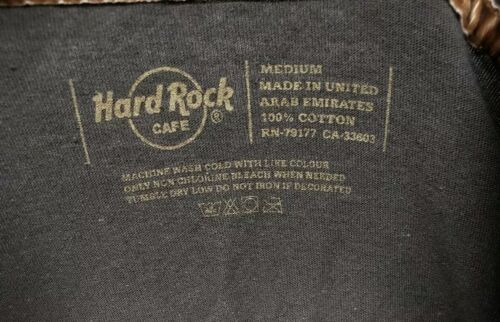 Hard Rock
CAFE ®
MEDIUM
MADE IN UNITED
ARAB EMIRATES
100% COTTON
RN-79177 CA-33603
MACHINE WASH COLD WITH LIKE COLOUR
ONLY NON CHLORINE BLEACH WHEN NEEDED
TUMBLE DRY LOW DO NOT IRON IF DECORATED